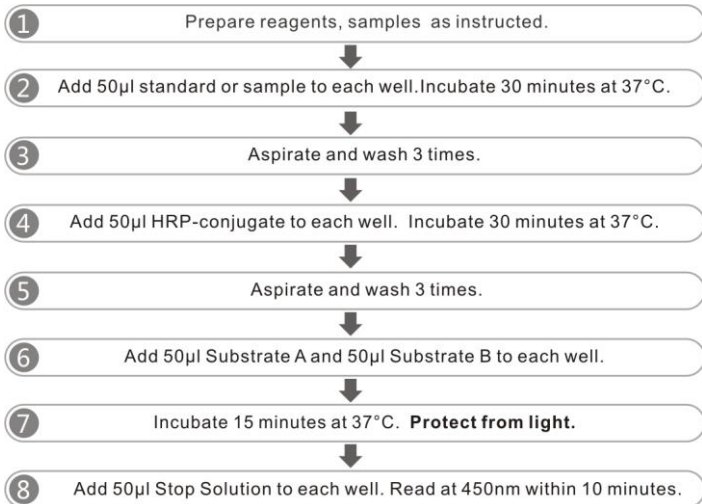 1 Prepare reagents, samples as instructed.
2 Add 50µl standard or sample to each well.Incubate 30 minutes at 37°C.
3 Aspirate and wash 3 times.
4 Add 50µl HRP-conjugate to each well. Incubate 30 minutes at 37°C.
5 Aspirate and wash 3 times.
6 Add 50µl Substrate A and 50µl Substrate B to each well.
7 Incubate 15 minutes at 37°C. Protect from light.
8 Add 50µl Stop Solution to each well. Read at 450nm within 10 minutes.